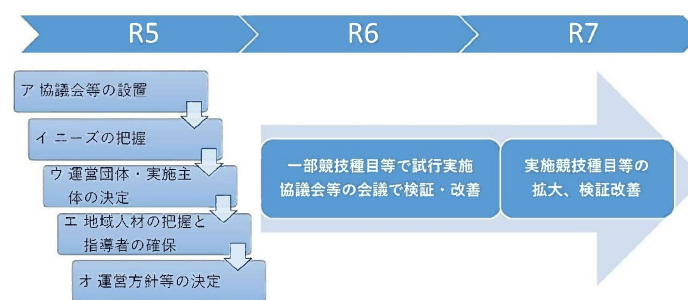 R5
R6
R7
ア 協議会等の設置
イ ニーズの把握
ウ 運営団体・実施主
体の決定
エ 地域人材の把握と
指導者の確保
オ 運営方針等の決定
一部競技種目等で試行実施
協議会等の会議で検証・改善
実施競技種目等の
拡大、検証改善